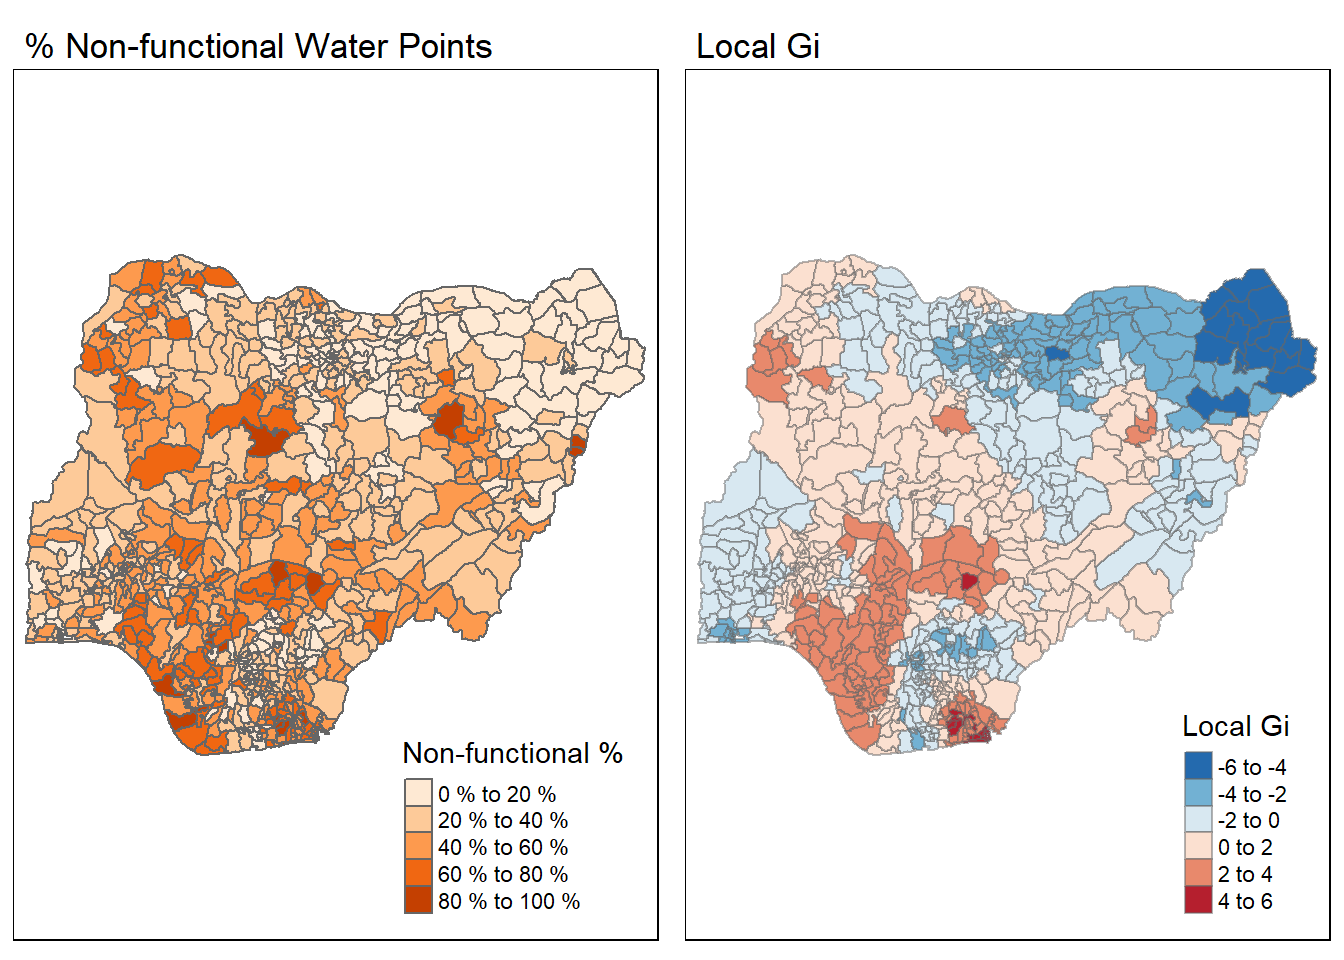 % Non-functional Water Points
Local Gi
Non-functional %
0 % to 20 %
20 % to 40 %
40 % to 60 %
60 % to 80 %
80 % to 100 %
Local Gi
-6 to -4
-4 to -2
-2 to 0
0 to 2
2 to 4
4 to 6